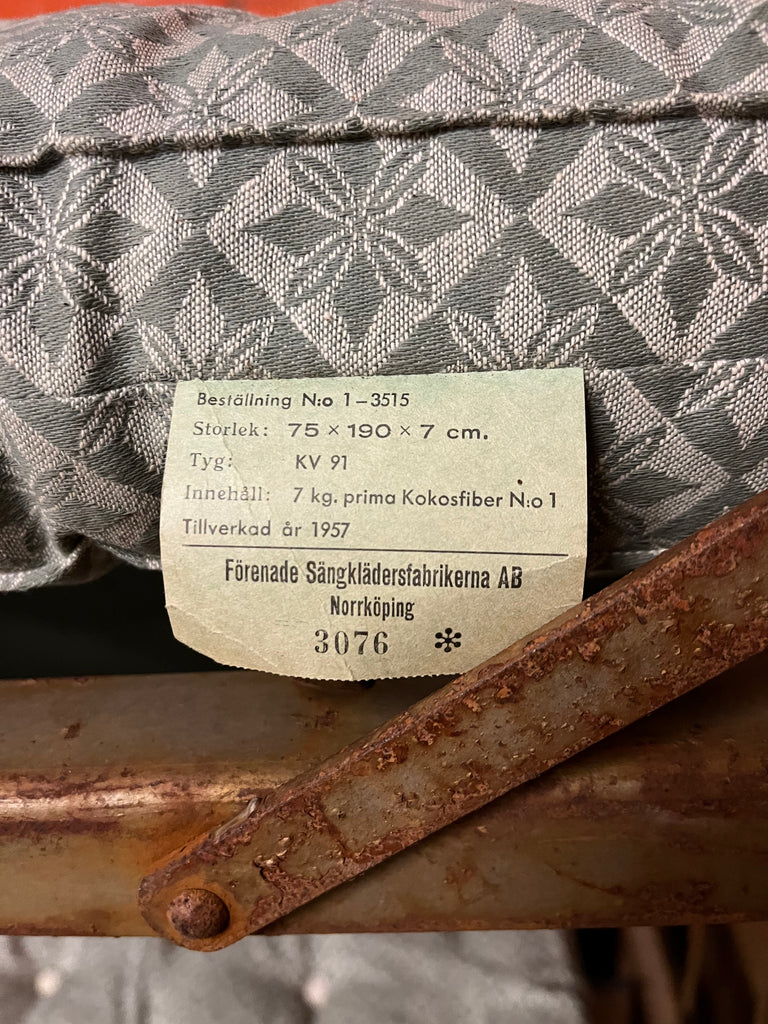 Beställning N:o 1-3515
Storlek: 75 × 190 × 7 cm.
Tyg: KV 91
Innehåll: 7 kg. prima Kokosfiber N:o 1
Tillverkad år 1957
Förenade Sängklädersfabrikerna AB
Norrköping
3076 ✻